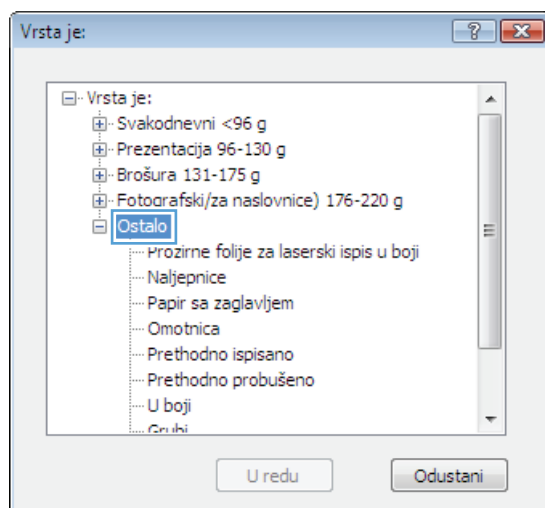 Vrsta je:
Vrsta je:
Svakodnevni <96 g
Prezentacija 96-130 g
Brošura 131-175 g
Fotografski/za naslovnice) 176-220 g
Ostalo
Prozirne folije za laserski ispis u boji
Naljepnice
Papir sa zaglavljem
Omotnica
Prethodno ispisano
Prethodno probušeno
U boji
Grubi
U redu
Odustani